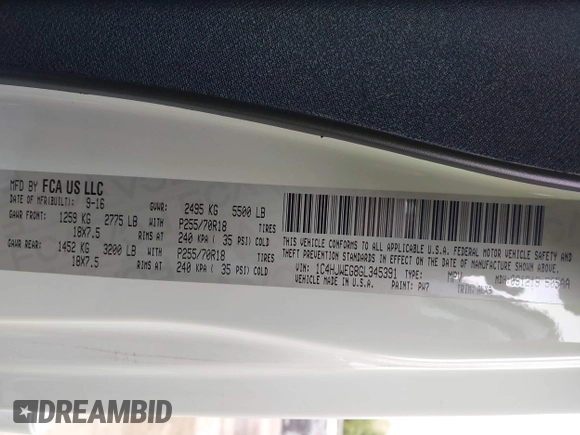 MFD BY FCA US LLC
DATE OF MFR(BUILT): 9-16 GVWR: 2495 KG 5500 LB
GAWR FRONT: 1259 KG 2775 LB WITH P255/70R18 TIRES
18X7.5 RIMS AT 240 KPA ( 35 PSI/LB) COLD
GAWR REAR: 1452 KG 3200 LB WITH P255/70R18 TIRES
18X7.5 RIMS AT 240 KPA ( 35 PSI/LB) COLD
THIS VEHICLE CONFORMS TO ALL APPLICABLE U.S.A. FEDERAL MOTOR VEHICLE SAFETY AND
THEFT PREVENTION STANDARDS IN EFFECT ON THE DATE OF MANUFACTURE SHOWN ABOVE.
VIN: 1C4HJWEG8GL345391 TYPE: MPV
VEHICLE MADE IN U.S.A. PAINT: PW7 TRIM:
DREAMBID